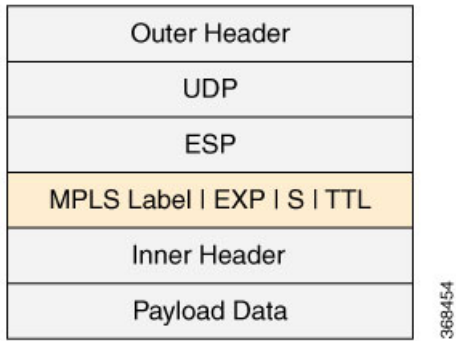 Outer Header
UDP
ESP
MPLS Label | EXP | S | TTL
Inner Header
Payload Data
368454